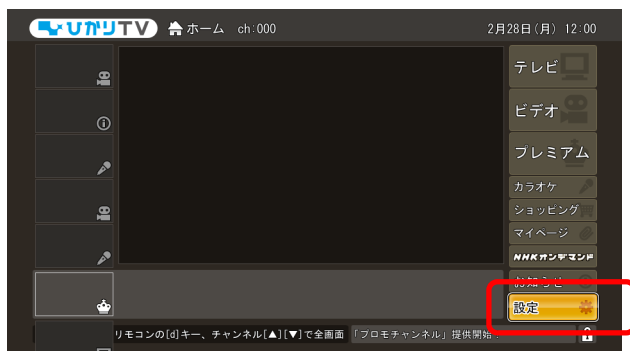 ひかりTV ホーム ch:000 2月28日(月) 12:00
テレビ
ビデオ
プレミアム
カラオケ
ショッピング
マイページ
NHKオンデマンド
お知らせ
設定
リモコンの[d]キー、チャンネル[▲][▼]で全画面 「プロモチャンネル」提供開始!